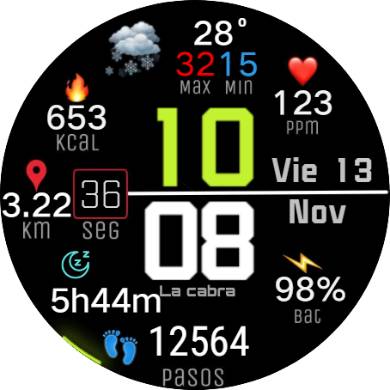 28°
32 15
Max Min
653
Kcal
123
PPM
10
Vie 13
3.22
KM
36
Seg
Nov
08
La cabra
5h44m
98%
Bat
12564
Pasos